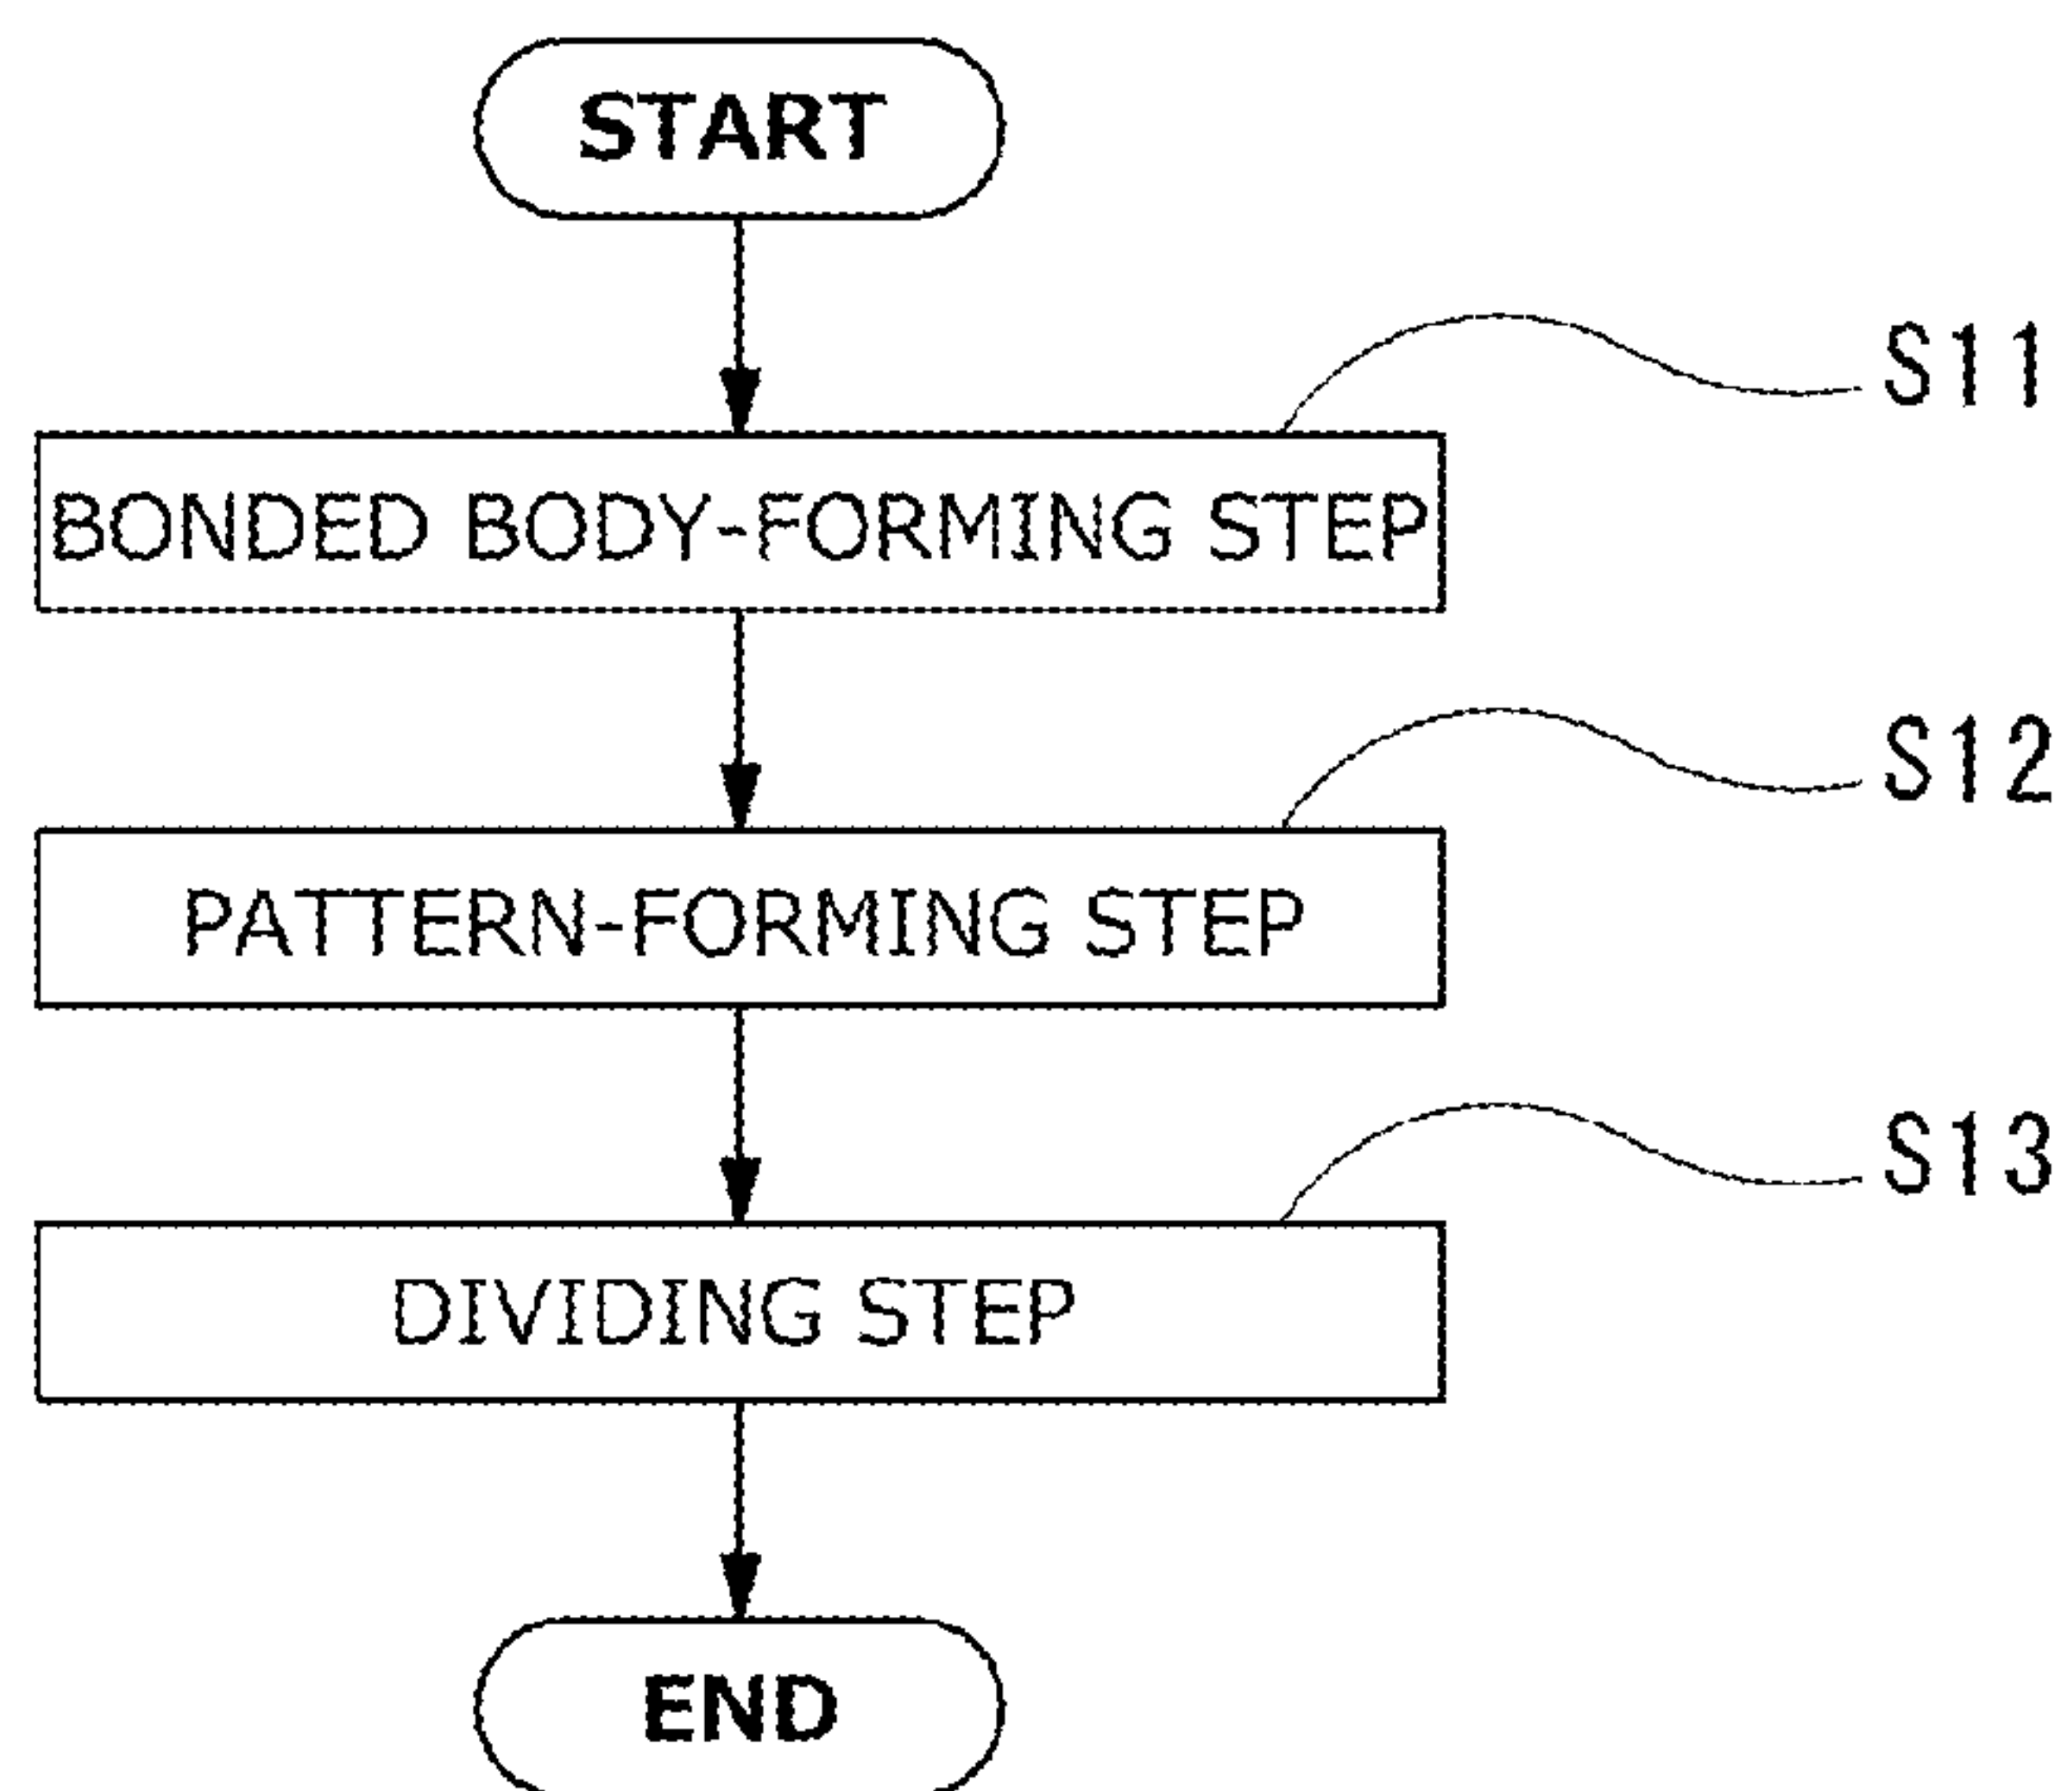 START
S11
BONDED BODY-FORMING STEP
S12
PATTERN-FORMING STEP
S13
DIVIDING STEP
END